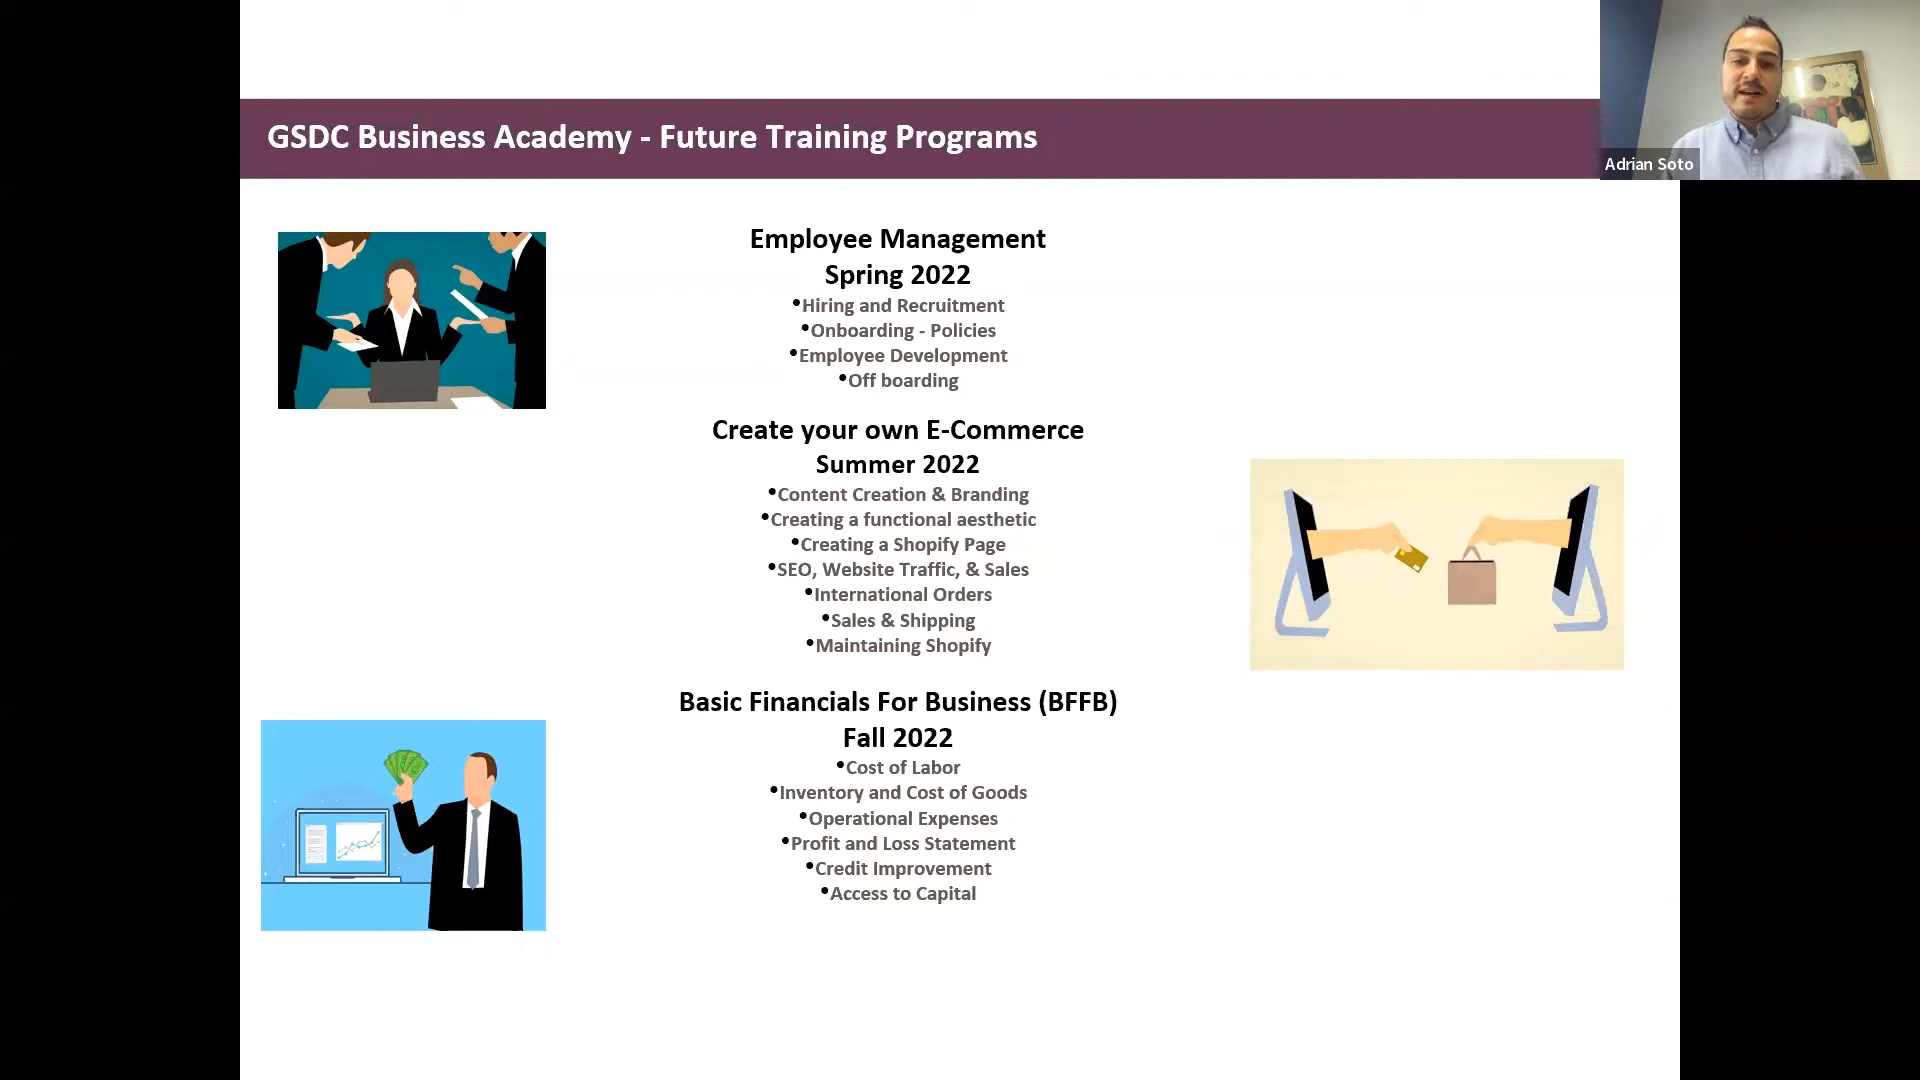 GSDC Business Academy - Future Training Programs
Adrian Soto
Employee Management
Spring 2022
•Hiring and Recruitment
•Onboarding - Policies
•Employee Development
•Off boarding
Create your own E-Commerce
Summer 2022
•Content Creation & Branding
•Creating a functional aesthetic
•Creating a Shopify Page
•SEO, Website Traffic, & Sales
•International Orders
•Sales & Shipping
•Maintaining Shopify
Basic Financials For Business (BFFB)
Fall 2022
•Cost of Labor
•Inventory and Cost of Goods
•Operational Expenses
•Profit and Loss Statement
•Credit Improvement
•Access to Capital